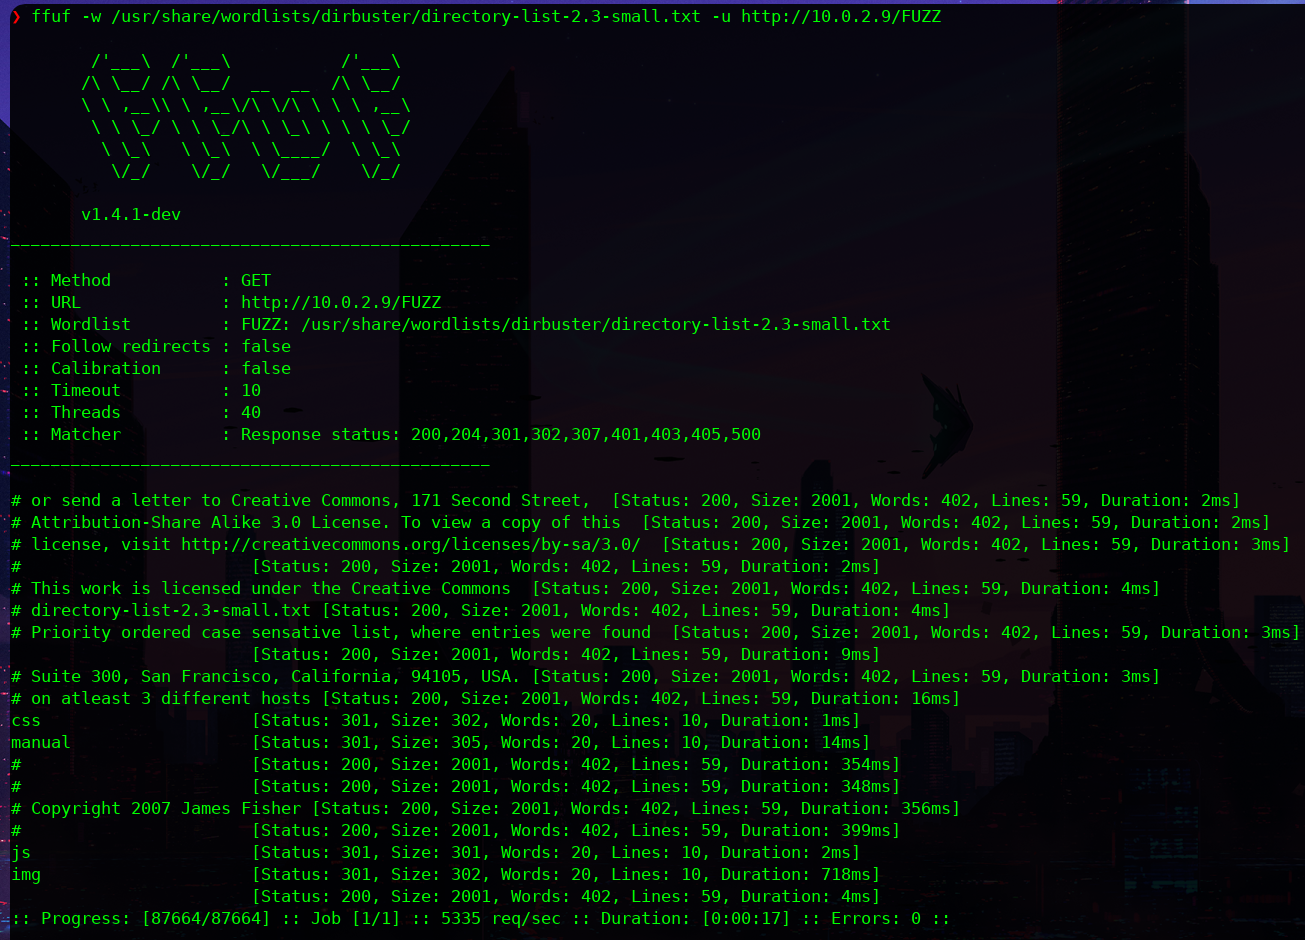 ❯ ffuf -w /usr/share/wordlists/dirbuster/directory-list-2.3-small.txt -u http://10.0.2.9/FUZZ

        /'___\  /'___\           /'___\
       /\ \__/ /\ \__/  __  __  /\ \__/
       \ \ ,__\\ \ ,__\/\ \/\ \ \ \ ,__\
        \ \ \_/ \ \ \_/\ \ \_\ \ \ \ \_/
         \ \_\   \ \_\  \ \____/  \ \_\
          \/_/    \/_/   \/___/    \/_/

       v1.4.1-dev
________________________________________________

 :: Method           : GET
 :: URL              : http://10.0.2.9/FUZZ
 :: Wordlist         : FUZZ: /usr/share/wordlists/dirbuster/directory-list-2.3-small.txt
 :: Follow redirects : false
 :: Calibration      : false
 :: Timeout          : 10
 :: Threads          : 40
 :: Matcher          : Response status: 200,204,301,302,307,401,403,405,500
________________________________________________

# or send a letter to Creative Commons, 171 Second Street,  [Status: 200, Size: 2001, Words: 402, Lines: 59, Duration: 2ms]
# Attribution-Share Alike 3.0 License. To view a copy of this  [Status: 200, Size: 2001, Words: 402, Lines: 59, Duration: 2ms]
# license, visit http://creativecommons.org/licenses/by-sa/3.0/  [Status: 200, Size: 2001, Words: 402, Lines: 59, Duration: 3ms]
#                       [Status: 200, Size: 2001, Words: 402, Lines: 59, Duration: 2ms]
# This work is licensed under the Creative Commons  [Status: 200, Size: 2001, Words: 402, Lines: 59, Duration: 4ms]
# directory-list-2.3-small.txt [Status: 200, Size: 2001, Words: 402, Lines: 59, Duration: 4ms]
# Priority ordered case sensative list, where entries were found  [Status: 200, Size: 2001, Words: 402, Lines: 59, Duration: 3ms]
                        [Status: 200, Size: 2001, Words: 402, Lines: 59, Duration: 9ms]
# Suite 300, San Francisco, California, 94105, USA. [Status: 200, Size: 2001, Words: 402, Lines: 59, Duration: 3ms]
# on atleast 3 different hosts [Status: 200, Size: 2001, Words: 402, Lines: 59, Duration: 16ms]
css                     [Status: 301, Size: 302, Words: 20, Lines: 10, Duration: 1ms]
manual                  [Status: 301, Size: 305, Words: 20, Lines: 10, Duration: 14ms]
#                       [Status: 200, Size: 2001, Words: 402, Lines: 59, Duration: 354ms]
#                       [Status: 200, Size: 2001, Words: 402, Lines: 59, Duration: 348ms]
# Copyright 2007 James Fisher [Status: 200, Size: 2001, Words: 402, Lines: 59, Duration: 356ms]
#                       [Status: 200, Size: 2001, Words: 402, Lines: 59, Duration: 399ms]
js                      [Status: 301, Size: 301, Words: 20, Lines: 10, Duration: 2ms]
img                     [Status: 301, Size: 302, Words: 20, Lines: 10, Duration: 718ms]
                        [Status: 200, Size: 2001, Words: 402, Lines: 59, Duration: 4ms]
:: Progress: [87664/87664] :: Job [1/1] :: 5335 req/sec :: Duration: [0:00:17] :: Errors: 0 ::